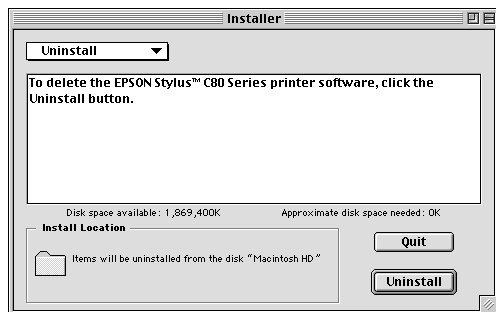 Installer
Uninstall
To delete the EPSON Stylus™ C80 Series printer software, click the
Uninstall button.
Disk space available: 1,869,400K
Approximate disk space needed: 0K
Install Location
Items will be uninstalled from the disk “Macintosh HD”
Quit
Uninstall